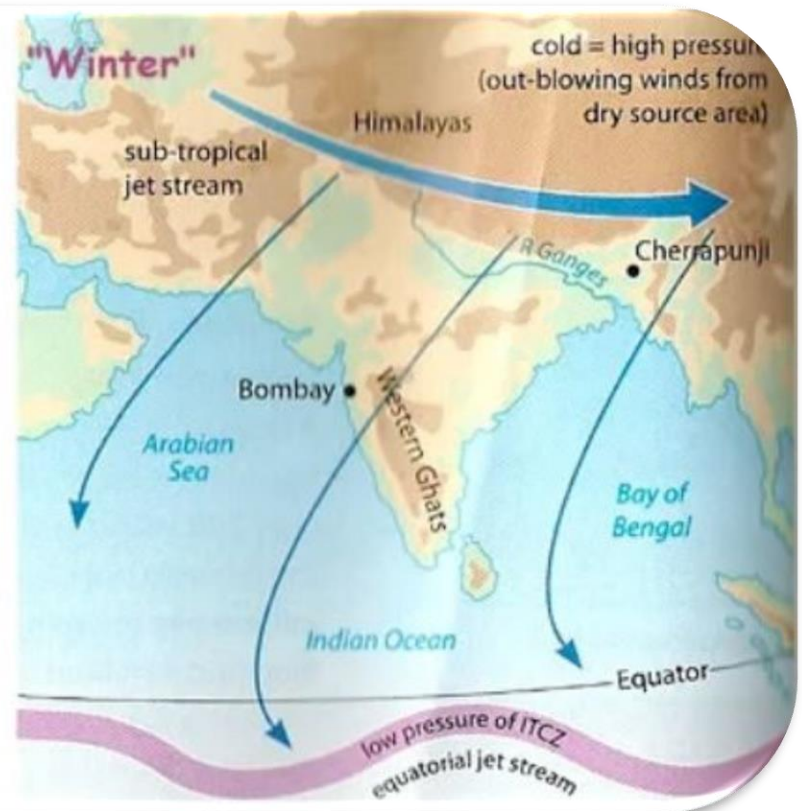 "Winter"
cold = high pressur
(out-blowing winds from
dry source area)
Himalayas
sub-tropical
jet stream
R Ganges
Cherrapunji
Bombay
Western Ghats
Arabian
Sea
Bay of
Bengal
Indian Ocean
Equator
low pressure of ITCZ
equatorial jet stream